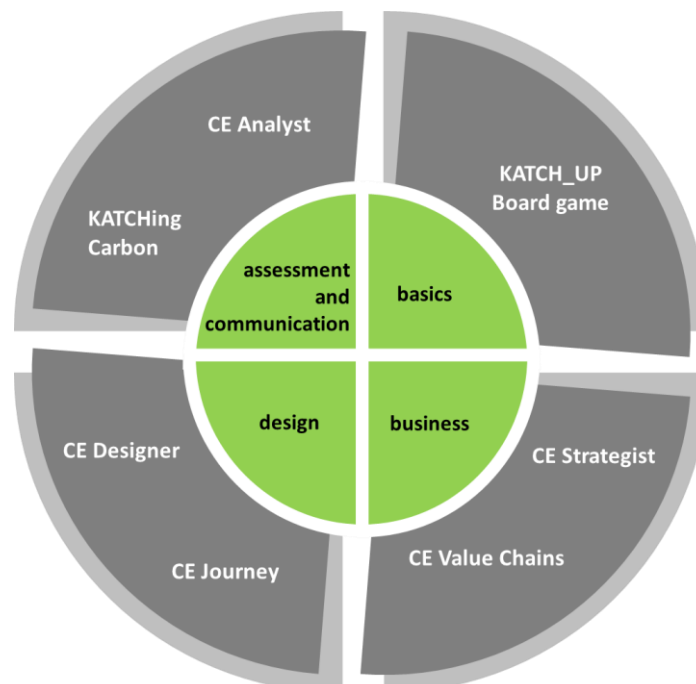 CE Analyst
KATCHing
Carbon
KATCH_UP
Board game
assessment
and
communication
basics
design
business
CE Designer
CE Journey
CE Strategist
CE Value Chains